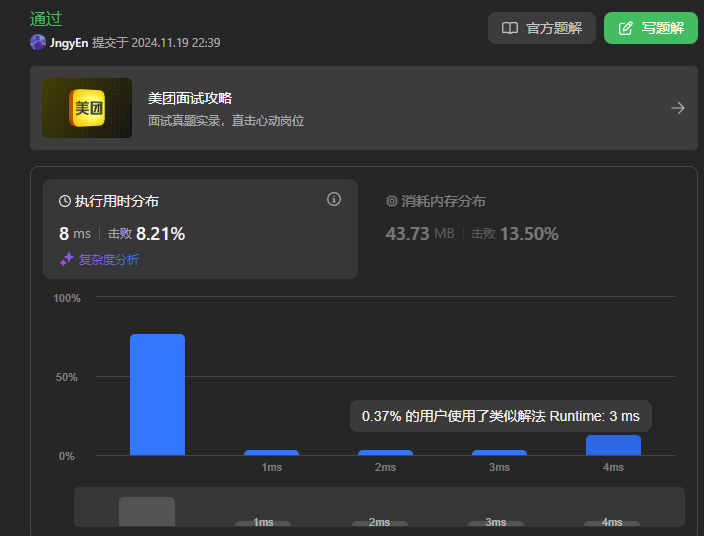 通过
官方题解
写题解
JngyEn 提交于 2024.11.19 22:39
美团
美团面试攻略
面试真题实录，直击心动岗位
执行用时分布
8 ms | 击败 8.21%
复杂度分析
消耗内存分布
43.73 MB | 击败 13.50%
100%
50%
0%
0.37% 的用户使用了类似解法 Runtime: 3 ms
1ms 2ms 3ms 4ms
1ms 2ms 3ms 4ms